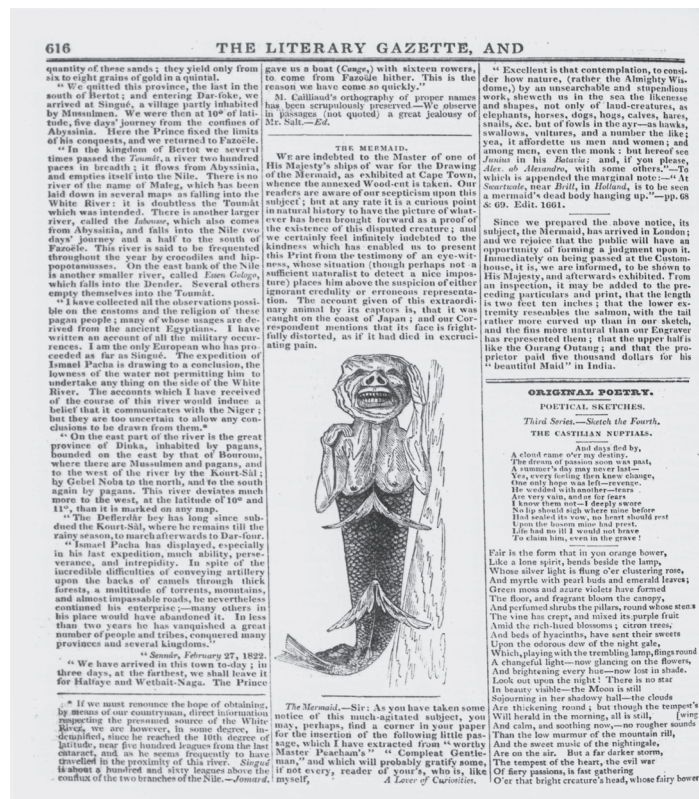 616
THE LITERARY GAZETTE, AND
quantity of these sands; they yield only from
six to eight grains of gold in a quintal.
"We quitted this province, the last in the
south of Bertot; and entering Dar-foke, we
arrived at Singué, a village partly inhabited
by Mussulmen. We were then at 10° of lati-
tude, five days' journey from the confines of
Abyssinia. Here the Prince fixed the limits
of his conquests, and we returned to Fazoële.
"In the kingdom of Bertot we several
times passed the Toumât, a river two hundred
paces in breadth; it flows from Abyssinia,
and empties itself into the Nile. There is no
river of the name of Maleg, which has been
laid down in several maps as falling into the
White River: it is doubtless the Toumât
which was intended. There is another larger
river, called the Iabouse, which also comes
from Abyssinia, and falls into the Nile two
days' journey and a half to the south of
Fazoële. This river is said to be frequented
throughout the year by crocodiles and hip-
popotamusses. On the east bank of the Nile
is another smaller river, called Essen Gologo,
which falls into the Dender. Several others
empty themselves into the Toumât.
"I have collected all the observations possi-
ble on the customs and the religion of these
pagan people; many of whose usages are de-
rived from the ancient Egyptians. I have
written an account of all the military occur-
rences. I am the only European who has pro-
ceeded as far as Singué. The expedition of
Ismael Pacha is drawing to a conclusion, the
lowness of the water not permitting him to
undertake any thing on the side of the White
River. The accounts which I have received
of the course of this river would induce a
belief that it communicates with the Niger;
but they are too uncertain to allow any con-
clusions to be drawn from them.*
"On the east part of the river is the great
province of Dinka, inhabited by pagans,
bounded on the east by that of Bouroum,
where there are Mussulmen and pagans, and
to the west of the river by the Kourt-Sâl;
by Gebel Noba to the north, and to the south
again by pagans. This river deviates much
more to the west, at the latitude of 10° and
11°, than it is marked on any map.
"The Defterdâr bey has long since sub-
dued the Kourt-Sâl, where he remains till the
rainy season, to march afterwards to Dar-four.
"Ismael Pacha has displayed, especially
in his last expedition, much ability, perse-
verance, and intrepidity. In spite of the
incredible difficulties of conveying artillery
upon the backs of camels through thick
forests, a multitude of torrents, mountains,
and almost impassable roads, he nevertheless
continued his enterprise;—many others in
his place would have abandoned it. In less
than two years he has vanquished a great
number of people and tribes, conquered many
provinces and several kingdoms."
"Sennâr, February 27, 1822.
"We have arrived in this town to-day; in
three days, at the farthest, we shall leave it
for Halfaye and Wetbait-Naga. The Prince
* If we must renounce the hope of obtaining,
by means of our countryman, direct information
respecting the presumed source of the White
River, we are however, in some degree, in-
demnified, since he reached the 10th degree of
latitude, near five hundred leagues from the last
cataract, and as he seems frequently to have
travelled in the proximity of this river. Singué
is about a hundred and sixty leagues above the
conflux of the two branches of the Nile.—Jomard.
gave us a boat (Cange,) with sixteen rowers,
to come from Fazoële hither. This is the
reason we have come so quickly."
M. Cailliaud's orthography of proper names
has been scrupulously preserved—We observe
in passages (not quoted) a great jealousy of
Mr. Salt.—Ed.
THE MERMAID.
WE are indebted to the Master of one of
His Majesty's ships of war for the Drawing
of the Mermaid, as exhibited at Cape Town,
whence the annexed Wood-cut is taken. Our
readers are aware of our scepticism upon this
subject; but at any rate it is a curious point
in natural history to have the picture of what-
ever has been brought forward as a proof of
the existence of this disputed creature; and
we certainly feel infinitely indebted to the
kindness which has enabled us to present
this Print from the testimony of an eye-wit-
ness, whose situation (though perhaps not a
sufficient naturalist to detect a nice impos-
ture) places him above the suspicion of either
ignorant credulity or erroneous representa-
tion. The account given of this extraordi-
nary animal by its captors is, that it was
caught on the coast of Japan; and our Cor-
respondent mentions that its face is fright-
fully distorted, as if it had died in excruci-
ating pain.
The Mermaid.—Sir: As you have taken some
notice of this much-agitated subject, you
may, perhaps, find a corner in your paper
for the insertion of the following little pas-
sage, which I have extracted from "worthy
Master Peacham's" "Compleat Gentle-
man," and which will probably gratify some,
if not every, reader of your's, who is, like
myself, A Lover of Curiosities.
"Excellent is that contemplation, to consi-
der how nature, (rather the Almighty Wis-
dome,) by an unsearchable and stupendious
work, sheweth us in the sea the likeness
and shapes, not only of laud-creatures, as
elephants, horses, dogs, hogs, calves, hares,
snails, &c. but of fowls in the ayr—as hawks,
swallows, vultures, and a number the like;
yea, it affordette us men and women; and
among men, even the monk: but hereof see
Junius in his Batavia; and, if you please,
Alex. ab Alexandro, with some others."—To
which is appended the marginal note:—"At
Swartwale, near Brill, in Holland, is to be seen
a mermaid's dead body hanging up."—pp. 68
& 69. Edit. 1661.
Since we prepared the above notice, its
subject, the Mermaid, has arrived in London;
and we rejoice that the public will have an
opportunity of forming a judgment upon it.
Immediately on being passed at the Custom-
house, it is, we are informed, to be shown to
His Majesty, and afterwards exhibited. From
an inspection, it may be added to the pre-
ceding particulars and print, that the length
is two feet ten inches; that the lower ex-
tremity resembles the salmon, with the tail
rather more curved up than in our sketch
and the fins more natural than our Engraver
has represented them; that the upper half is
like the Ourang Outang; and that the pro-
prietor paid five thousand dollars for his
"beautiful Maid" in India.
ORIGINAL POETRY.
POETICAL SKETCHES.
Third Series.—Sketch the Fourth.
THE CASTILIAN NUPTIALS.
And days fled by,
A cloud came o'er my destiny.
The dream of passion soon was past,
A summer's day may never last—
Yes, every feeling then knew change,
One only hope was left—revenge.
He wedded with another—tears
Are very vain, and as for fears
I know them not—I deeply swore
No lip should sigh where mine before
Had sealed its vow, no heart should rest
Upon the bosom mine had prest.
Life had no ill I would not brave
To claim him, even in the grave!
Fair is the form that in yon orange bower,
Like a lone spirit, bends beside the lamp,
Whose silver light is flung o'er clustering rose,
And myrtle with pearl buds and emerald leaves;
Green moss and azure violets have formed
The floor, and fragrant bloom the canopy,
And perfumed shrubs the pillars, round whose stems
The vine has crept, and mixed its purple fruit
Amid the rich-hued blossoms; citron trees,
And beds of hyacinths, have sent their sweets
Upon the odorous dew of the night gale,
Which, playing with the trembling lamp, flings round
A changeful light—now glancing on the flowers,
And brightening every hue—now lost in shade.
Look out upon the night! There is no star
In beauty visible—the Moon is still
Sojourning in her shadowy hall—the clouds
Are thickening round; but though the tempest's
Will herald in the morning, all is still, [wing
And calm, and soothing now,—no rougher sounds
Than the low murmur of the mountain rill,
And the sweet music of the nightingale,
Are on the air. But a far darker storm,
The tempest of the heart, the evil war
Of fiery passions, is fast gathering
O'er that bright creature's head, whose fairy bower